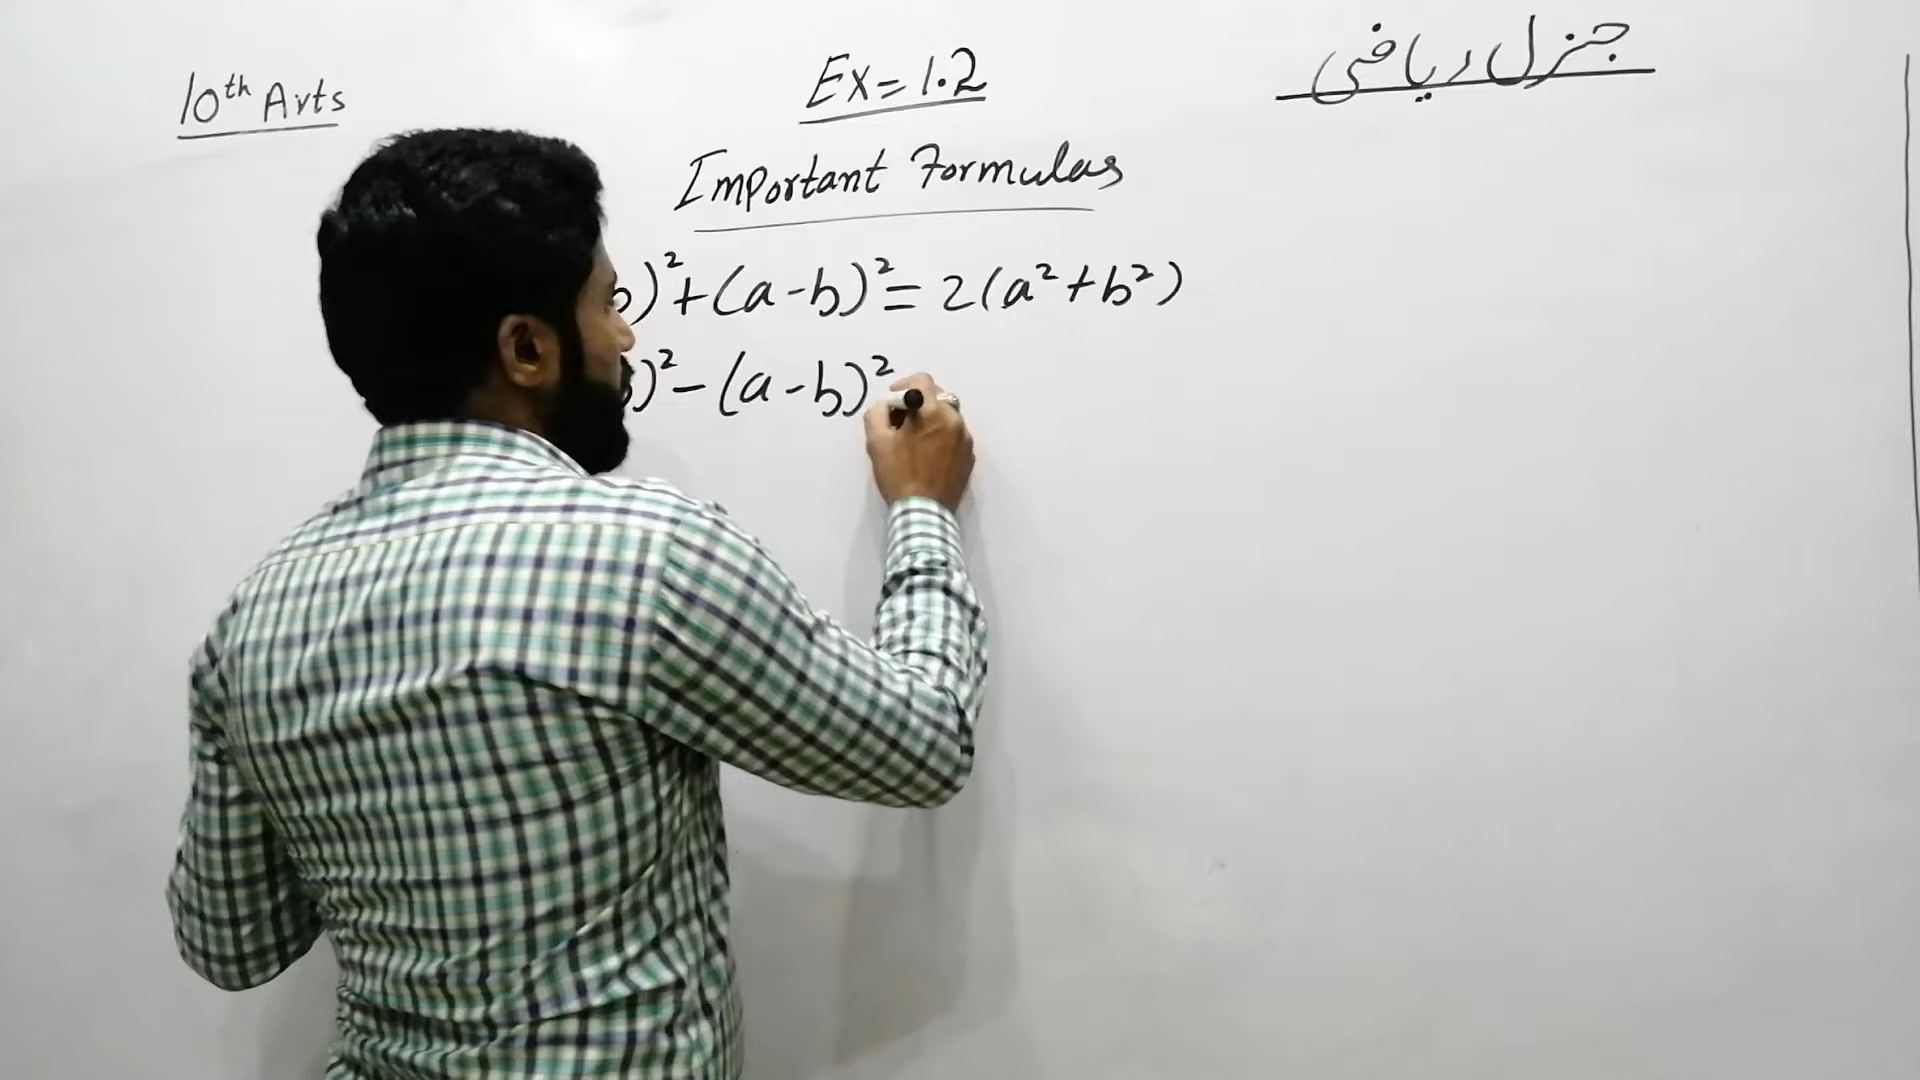 10th Arts
Ex = 1.2
جنرل ریاضی
Important Formulas
b)²+(a-b)²= 2(a²+b²)
b)²-(a-b)²